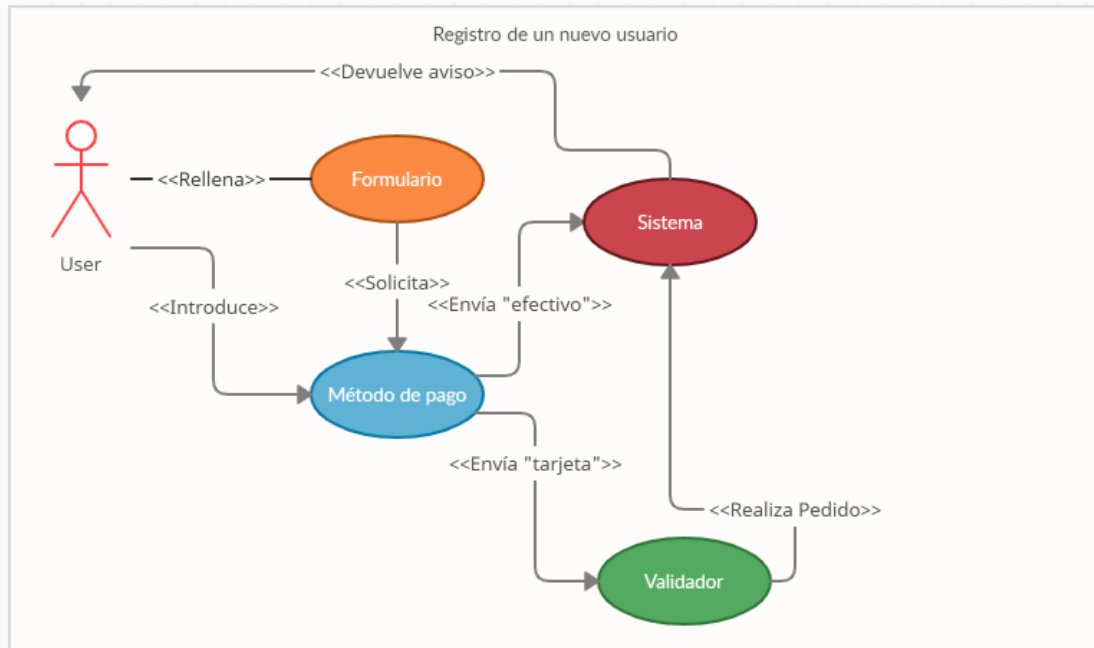 Registro de un nuevo usuario
<<Devuelve aviso>>
<<Rellena>>
Formulario
Sistema
User
<<Solicita>>
<<Introduce>>
<<Envía "efectivo">>
Método de pago
<<Envía "tarjeta">>
<<Realiza Pedido>>
Validador